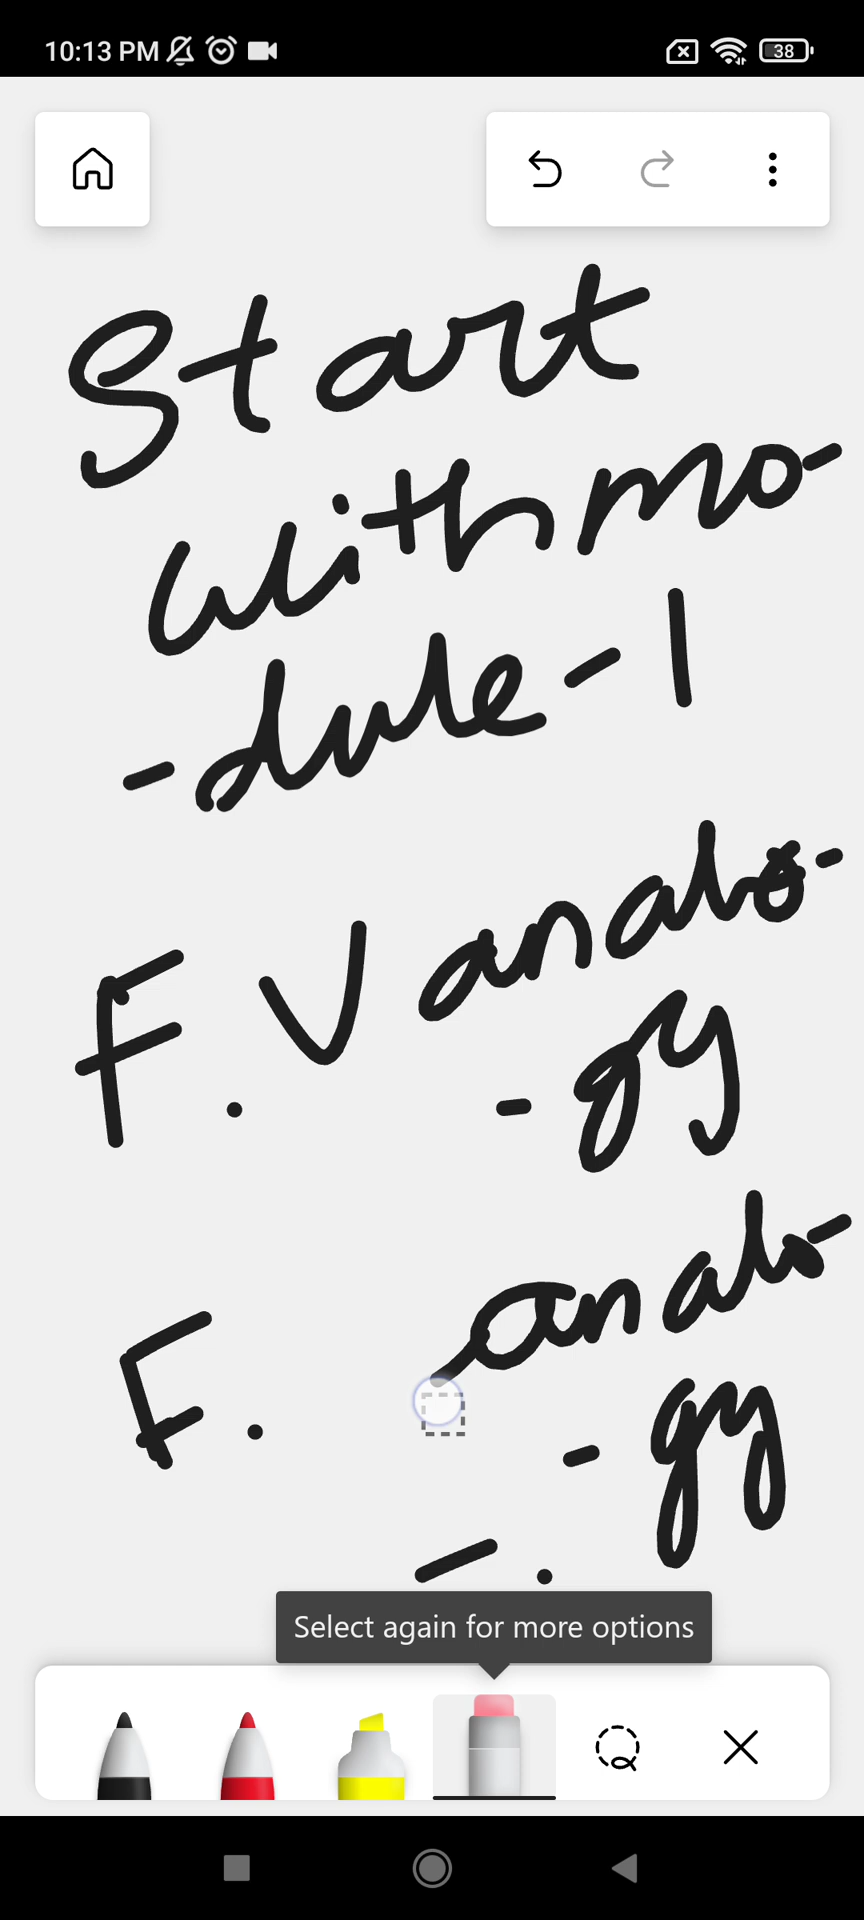 10:13 PM 38
Start
with mo-
-dule-1
F. V analo-
-gy
F. analo-
-gy
- .
Select again for more options